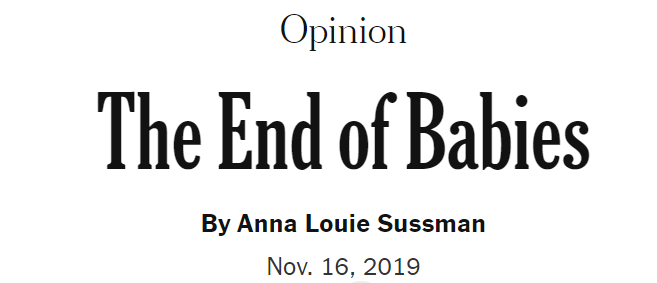 Opinion
The End of Babies
By Anna Louie Sussman
Nov. 16, 2019